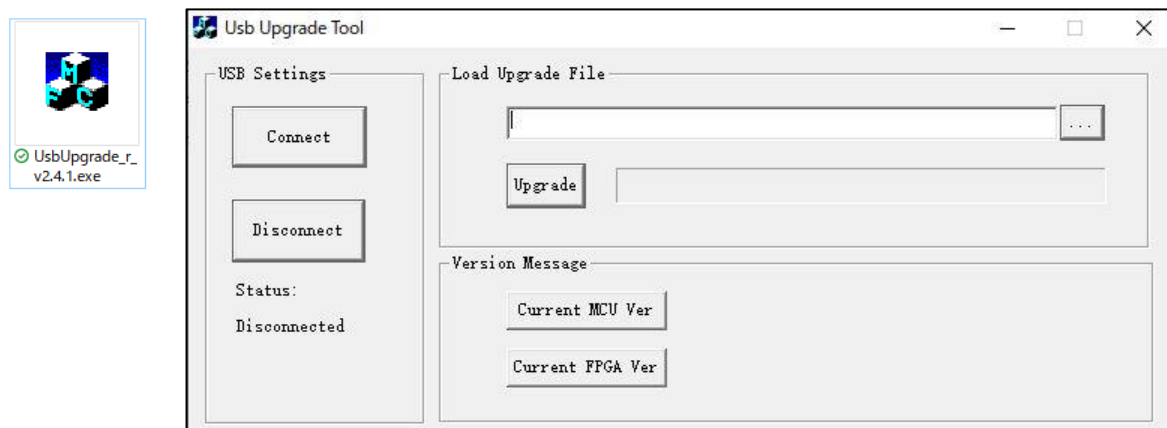 MFC
UsbUpgrade_r_
v2.4.1.exe
Usb Upgrade Tool
USB Settings
Connect
Disconnect
Status:
Disconnected
Load Upgrade File
...
Upgrade
Version Message
Current MCU Ver
Current FPGA Ver